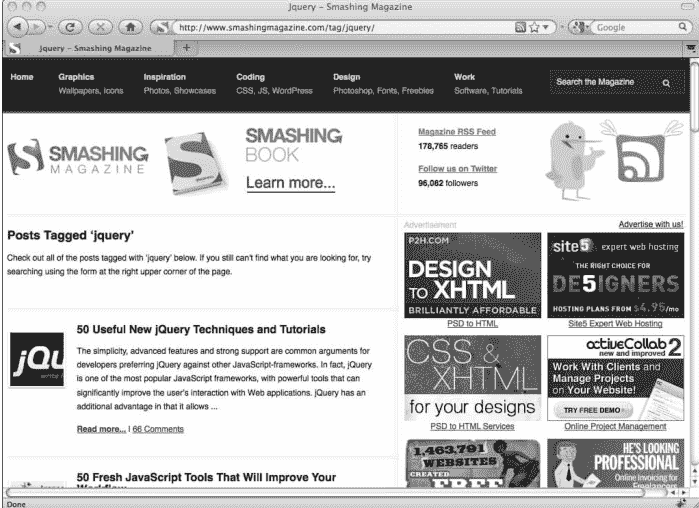 Jquery – Smashing Magazine
http://www.smashingmagazine.com/tag/jquery/
Google
Jquery – Smashing Magazine
Home
Graphics
Wallpapers, Icons
Inspiration
Photos, Showcases
Coding
CSS, JS, WordPress
Design
Photoshop, Fonts, Freebies
Work
Software, Tutorials
Search the Magazine
SMASHING
MAGAZINE
SMASHING
BOOK
Learn more...
Magazine RSS Feed
178,765 readers
Follow us on Twitter
96,062 followers
Posts Tagged ‘jquery’
Check out all of the posts tagged with 'jquery' below. If you still can't find what you are looking for, try
searching using the form at the right upper corner of the page.
jQu
50 Useful New jQuery Techniques and Tutorials
The simplicity, advanced features and strong support are common arguments for
developers preferring jQuery against other JavaScript-frameworks. In fact, jQuery
is one of the most popular JavaScript frameworks, with powerful tools that can
significantly improve the user's interaction with Web applications. jQuery has an
additional advantage in that it allows ...
Read more... | 66 Comments
50 Fresh JavaScript Tools That Will Improve Your
Workflow
Advertisement
Advertise with us!
P2H.COM
DESIGN
TO XHTML
BRILLIANTLY AFFORDABLE
PSD to HTML
site5 expert web hosting
THE RIGHT CHOICE FOR
DE5IGNERS
HOSTING PLANS FROM $4.95/mo
Site5 Expert Web Hosting
CSS &
XHTML
for your designs
PSD to HTML Services
activeCollab 2
new and improved
Work With Clients and
Manage Projects
on Your Website!
TRY FREE DEMO
Online Project Management
1,463,791
WEBSITES
CREATED
FREE
HE'S LOOKING
PROFESSIONAL
Online invoicing for
Freelancers
Done